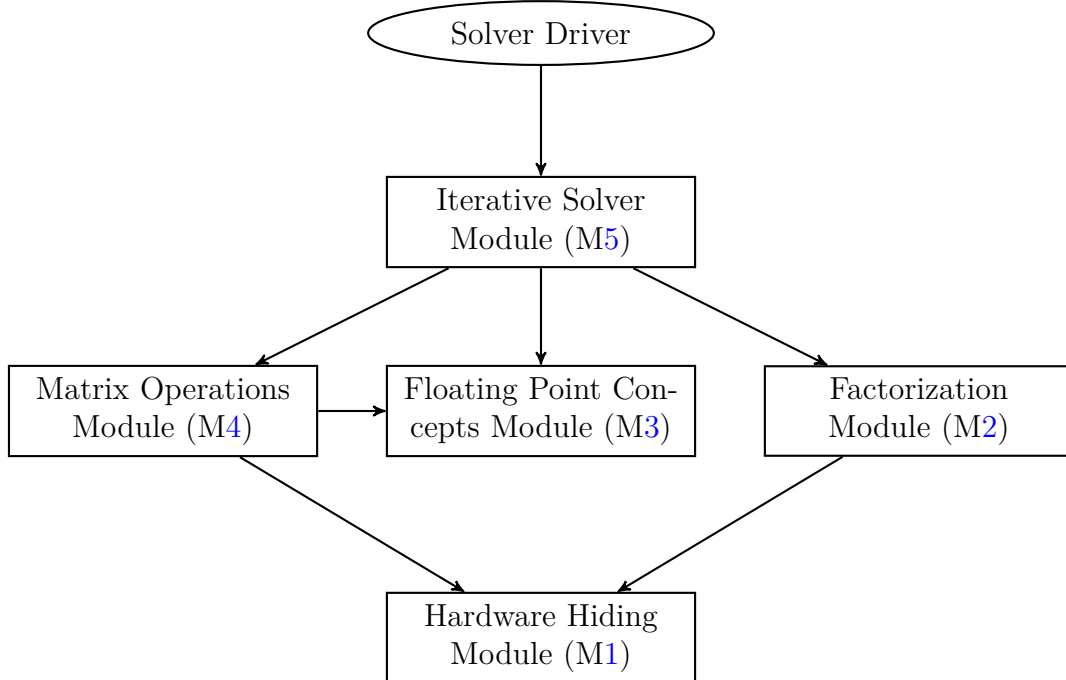 Solver Driver
Iterative Solver
Module (M5)
Matrix Operations
Module (M4)
Floating Point Con-
cepts Module (M3)
Factorization
Module (M2)
Hardware Hiding
Module (M1)